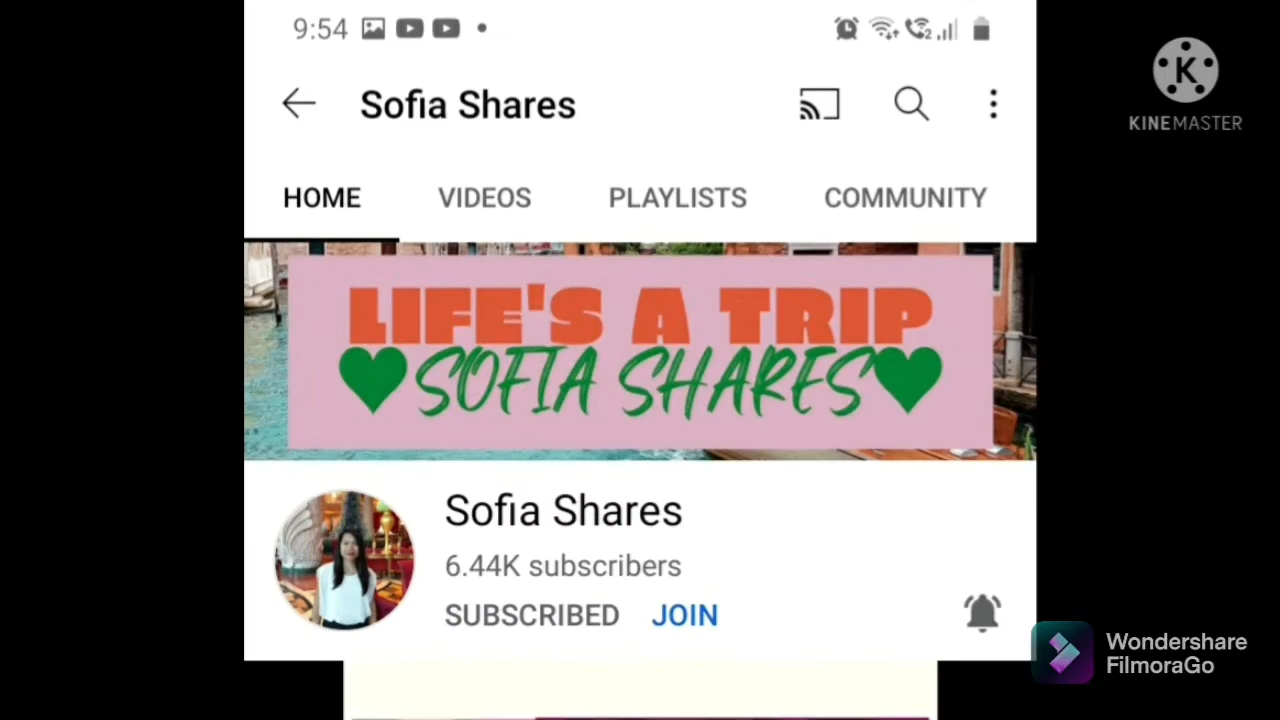 9:54
Sofia Shares
HOME VIDEOS PLAYLISTS COMMUNITY
LIFE'S A TRIP
SOFIA SHARES
Sofia Shares
6.44K subscribers
SUBSCRIBED JOIN
K
KINEMASTER
Wondershare
FilmoraGo